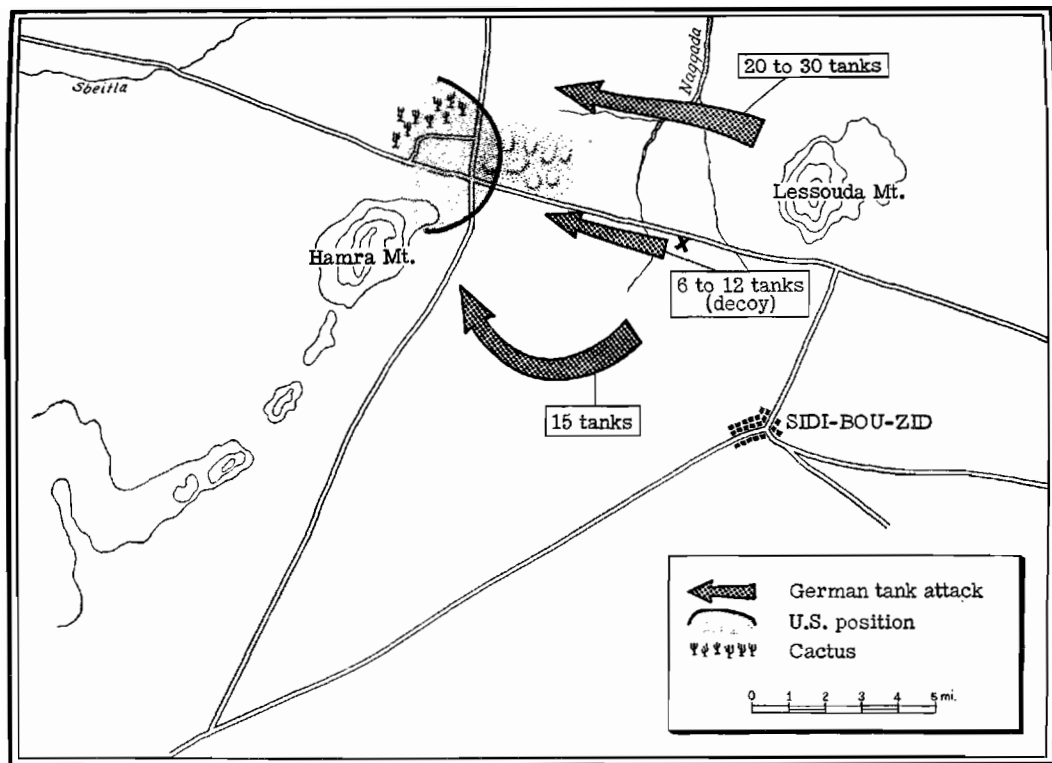 Sbeitla
Naggada
20 to 30 tanks
Lessouda Mt.
Hamra Mt.
x
6 to 12 tanks
(decoy)
15 tanks
SIDI-BOU-ZID
German tank attack
U.S. position
Cactus
0 1 2 3 4 5 mi.